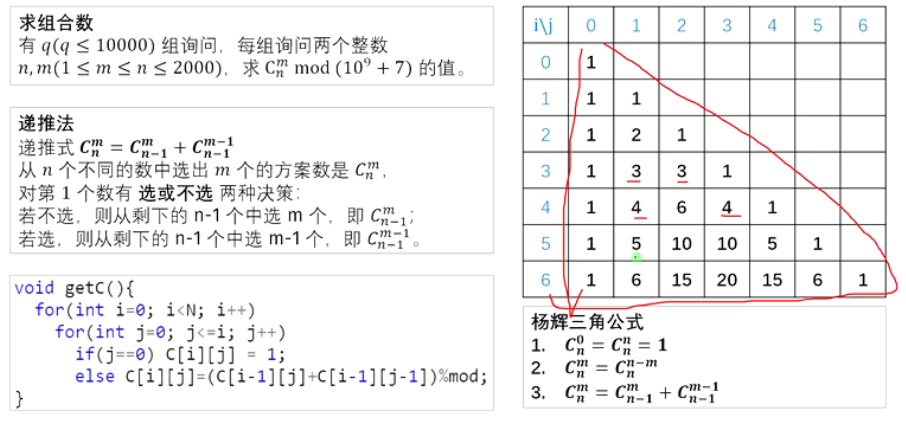 求组合数
有 q(q ≤ 10000) 组询问，每组询问两个整数
n, m(1 ≤ m ≤ n ≤ 2000)，求 C_n^m mod (10^9 + 7) 的值。
递推法
递推式 C_n^m = C_{n-1}^m + C_{n-1}^{m-1}
从 n 个不同的数中选出 m 个的方案数是 C_n^m，
对第 1 个数有 选或不选 两种决策：
若不选，则从剩下的 n-1 个中选 m 个，即 C_{n-1}^m；
若选，则从剩下的 n-1 个中选 m-1 个，即 C_{n-1}^{m-1}。
void getC(){
for(int i=0; i<N; i++)
for(int j=0; j<=i; j++)
if(j==0) C[i][j] = 1;
else C[i][j]=(C[i-1][j]+C[i-1][j-1])%mod;
}
i\j 0 1 2 3 4 5 6
0 1
1 1 1
2 1 2 1
3 1 3 3 1
4 1 4 6 4 1
5 1 5 10 10 5 1
6 1 6 15 20 15 6 1
杨辉三角公式
1. C_n^0 = C_n^n = 1
2. C_n^m = C_n^{n-m}
3. C_n^m = C_{n-1}^m + C_{n-1}^{m-1}